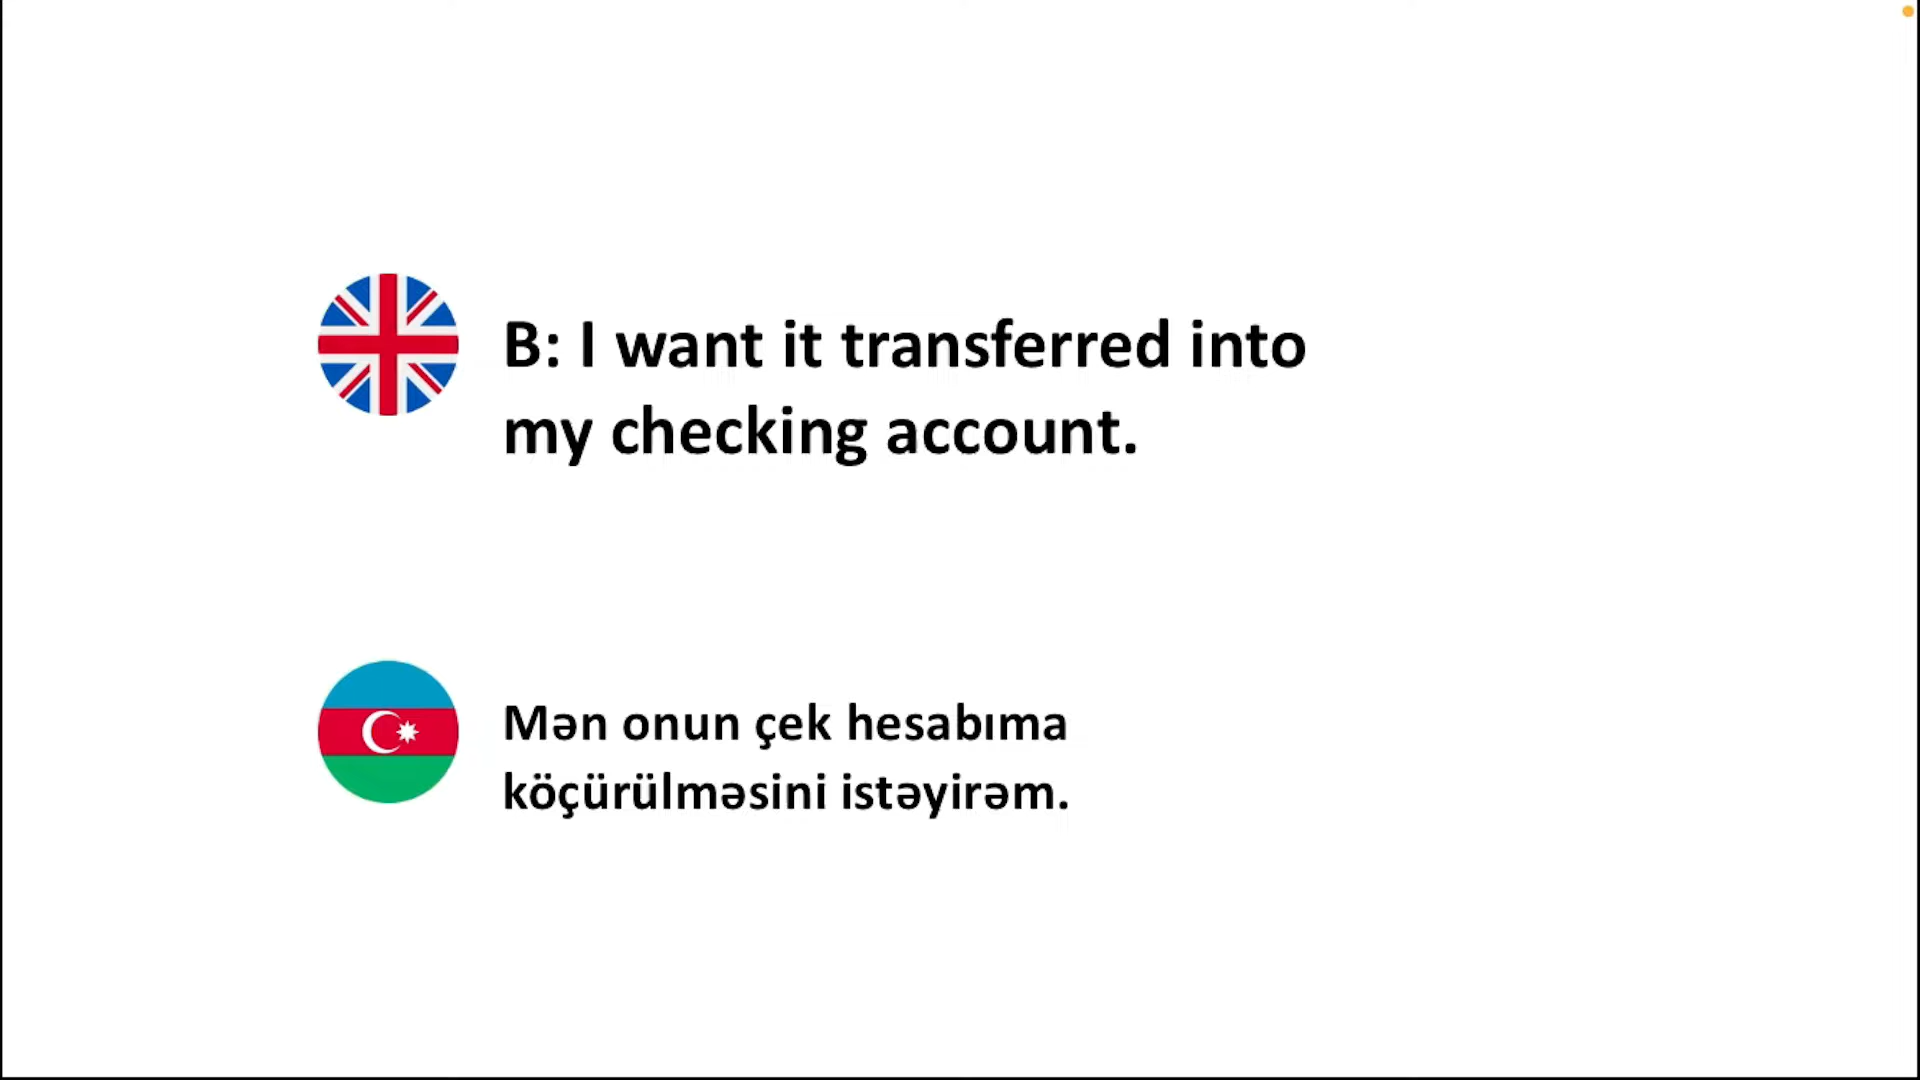 B: I want it transferred into
my checking account.
Mən onun çek hesabıma
köçürülməsini istəyirəm.